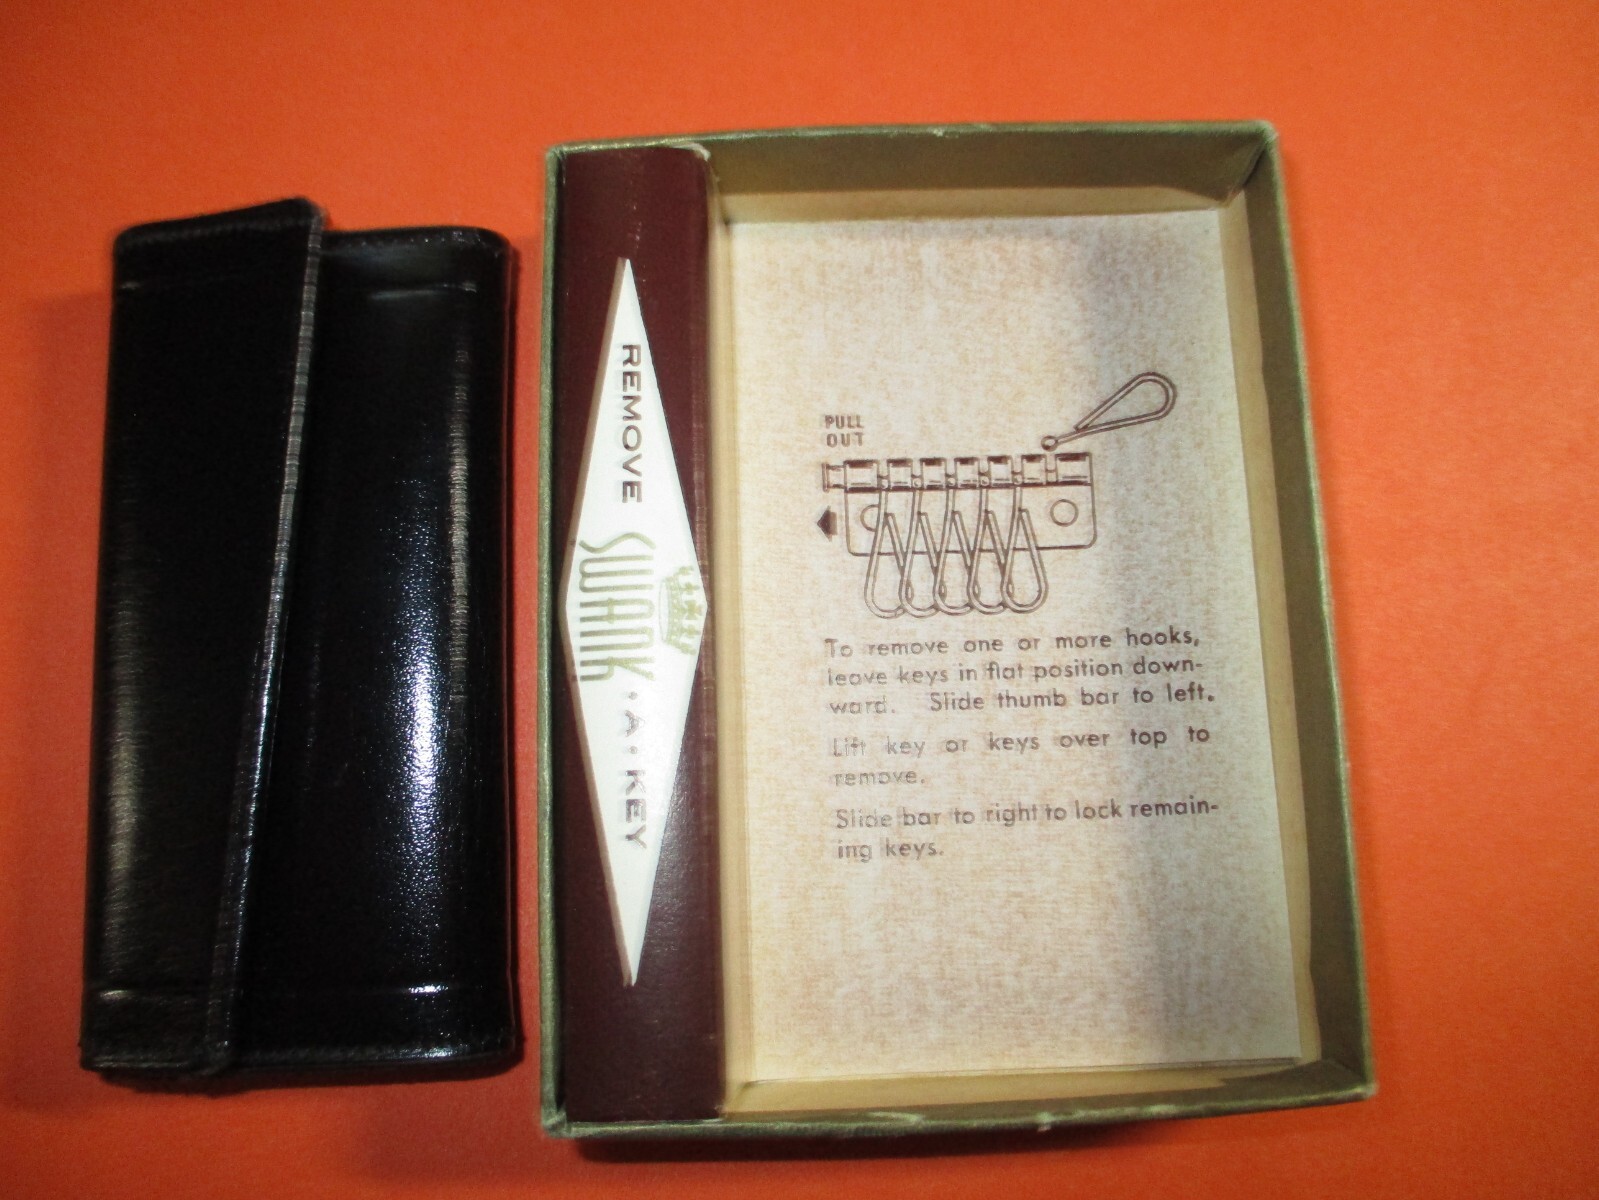 REMOVE
SWANK
• A • KEY
PULL
OUT
To remove one or more hooks,
leave keys in flat position down-
ward. Slide thumb bar to left.
Lift key or keys over top to
remove.
Slide bar to right to lock remain-
ing keys.